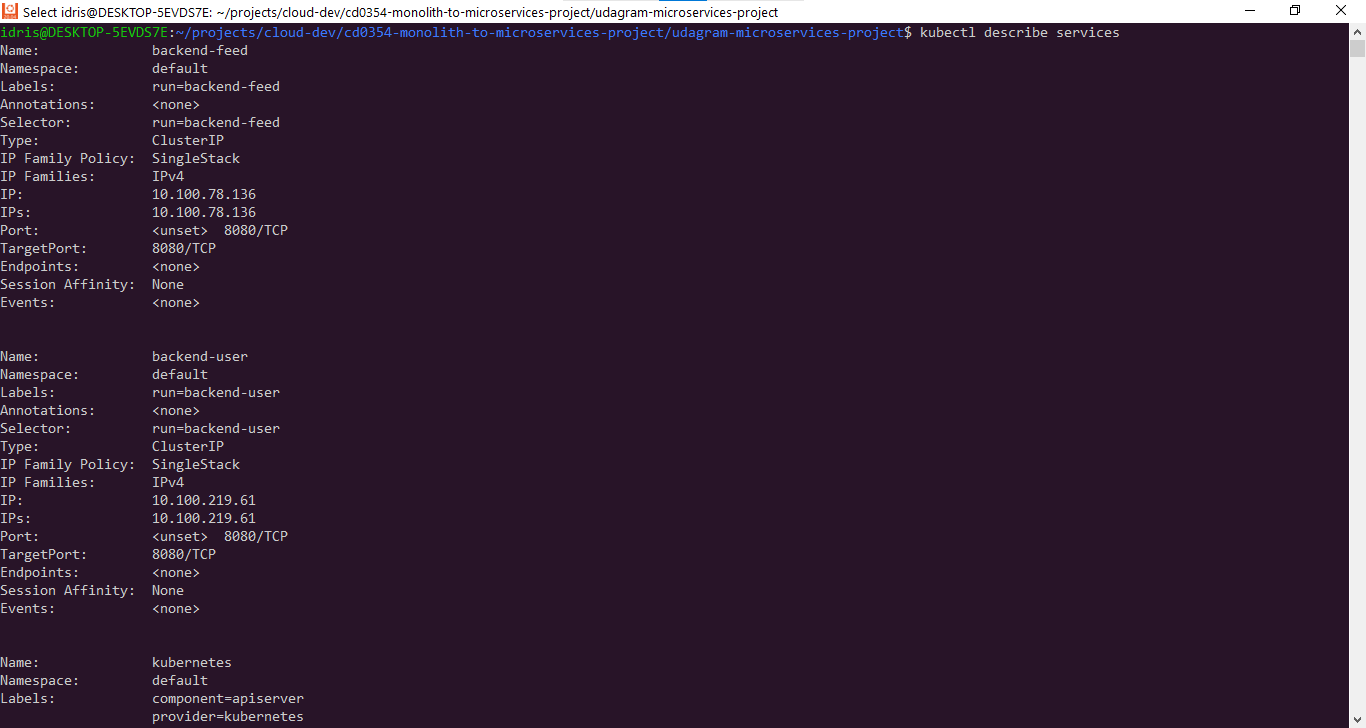 Select idris@DESKTOP-5EVDS7E: ~/projects/cloud-dev/cd0354-monolith-to-microservices-project/udagram-microservices-project
idris@DESKTOP-5EVDS7E:~/projects/cloud-dev/cd0354-monolith-to-microservices-project/udagram-microservices-project$ kubectl describe services
Name:              backend-feed
Namespace:         default
Labels:            run=backend-feed
Annotations:       <none>
Selector:          run=backend-feed
Type:              ClusterIP
IP Family Policy:  SingleStack
IP Families:       IPv4
IP:                10.100.78.136
IPs:               10.100.78.136
Port:              <unset>  8080/TCP
TargetPort:        8080/TCP
Endpoints:         <none>
Session Affinity:  None
Events:            <none>
Name:              backend-user
Namespace:         default
Labels:            run=backend-user
Annotations:       <none>
Selector:          run=backend-user
Type:              ClusterIP
IP Family Policy:  SingleStack
IP Families:       IPv4
IP:                10.100.219.61
IPs:               10.100.219.61
Port:              <unset>  8080/TCP
TargetPort:        8080/TCP
Endpoints:         <none>
Session Affinity:  None
Events:            <none>
Name:              kubernetes
Namespace:         default
Labels:            component=apiserver
                   provider=kubernetes